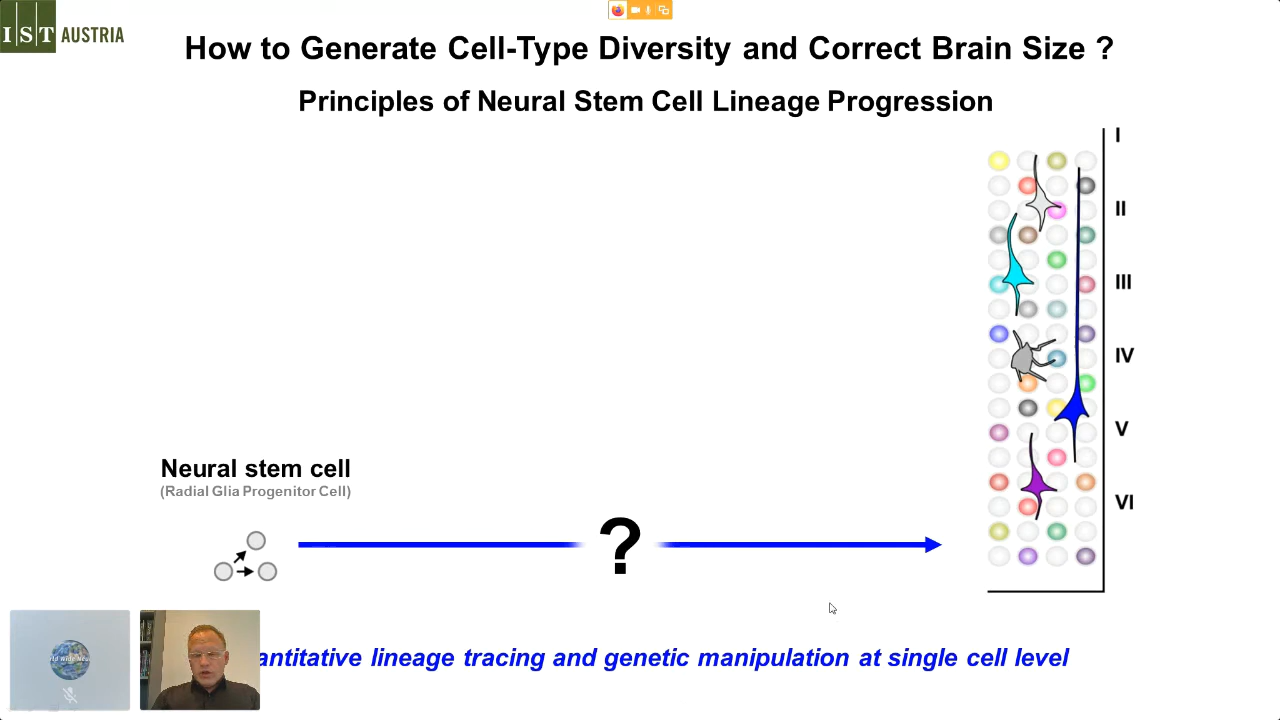 IST AUSTRIA
How to Generate Cell-Type Diversity and Correct Brain Size ?
Principles of Neural Stem Cell Lineage Progression
I
II
III
IV
V
VI
Neural stem cell
(Radial Glia Progenitor Cell)
?
antitative lineage tracing and genetic manipulation at single cell level